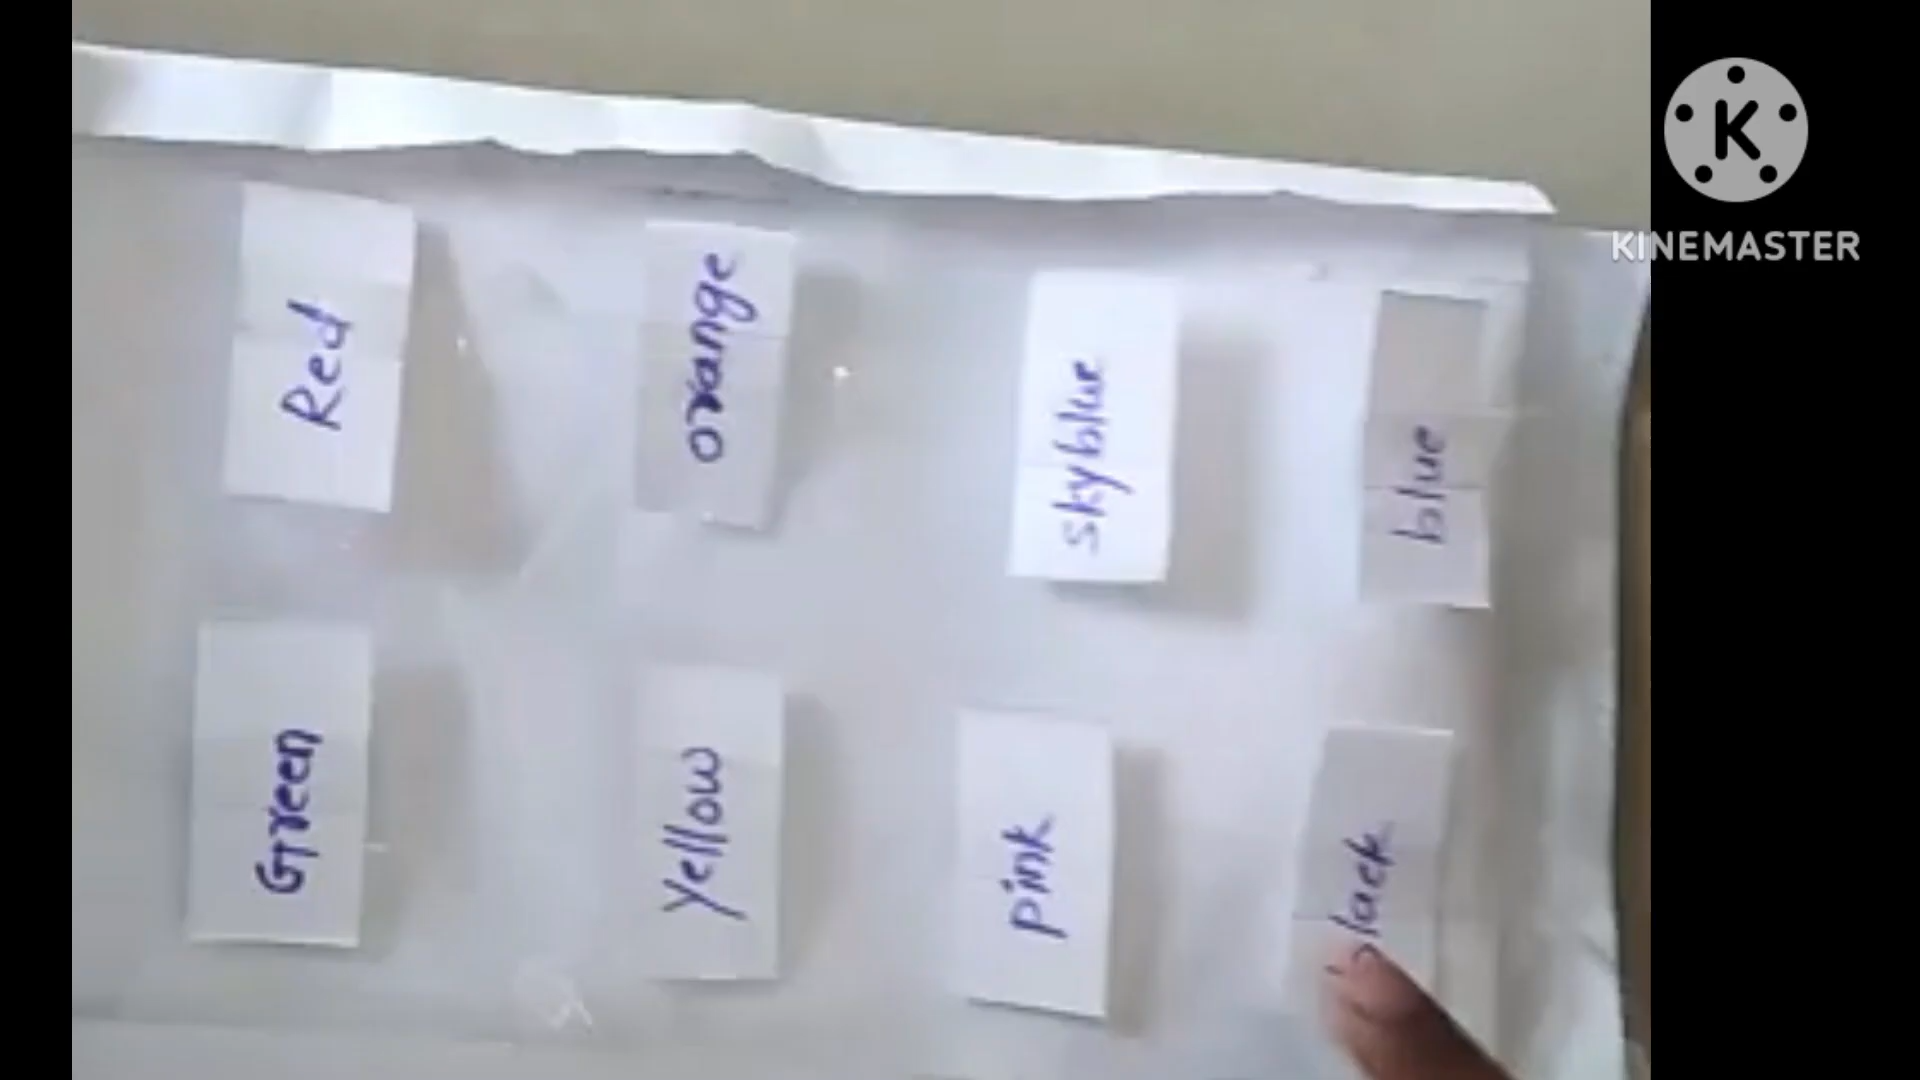 Red
orange
skyblue
blue
Green
yellow
pink
black
K
KINEMASTER